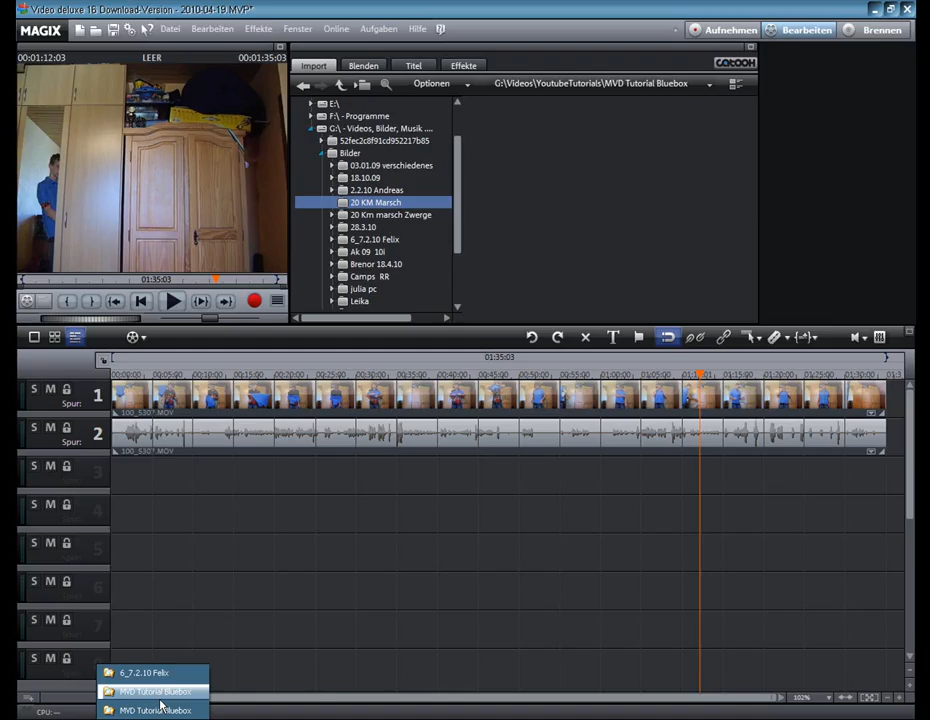 Video deluxe 16 Download-Version - 2010-04-19.MVP*
MAGIX Datei Bearbeiten Effekte Fenster Online Aufgaben Hilfe Aufnehmen Bearbeiten Brennen
00:01:12:03 LEER 00:01:35:03
Import Blenden Titel Effekte CATOOH
Optionen G:\Videos\YoutubeTutorials\MVD Tutorial Bluebox
E:\
F:\ - Programme
G:\ - Videos, Bilder, Musik ....
52fec2c8f91cd952217b85
Bilder
03.01.09 verschiedenes
18.10.09
2.2.10 Andreas
20 KM Marsch
20 Km marsch Zwerge
28.3.10
6_7.2.10 Felix
Ak 09 10i
Brenor 18.4.10
Camps RR
julia pc
Leika
01:35:03
01:35:03
00:00:00 00:05:00 00:10:00 00:15:00 00:20:00 00:25:00 00:30:00 00:35:00 00:40:00 00:45:00 00:50:00 00:55:00 01:00:00 01:05:00 01:15:00 01:20:00 01:25:00 01:30:00 01:3
S M 1
Spur:
S M 2
Spur:
S M 3
S M 4
S M 5
S M 6
S M 7
S M
6_7.2.10 Felix
MVD Tutorial Bluebox
MVD Tutorial Bluebox
102%
CPU: —